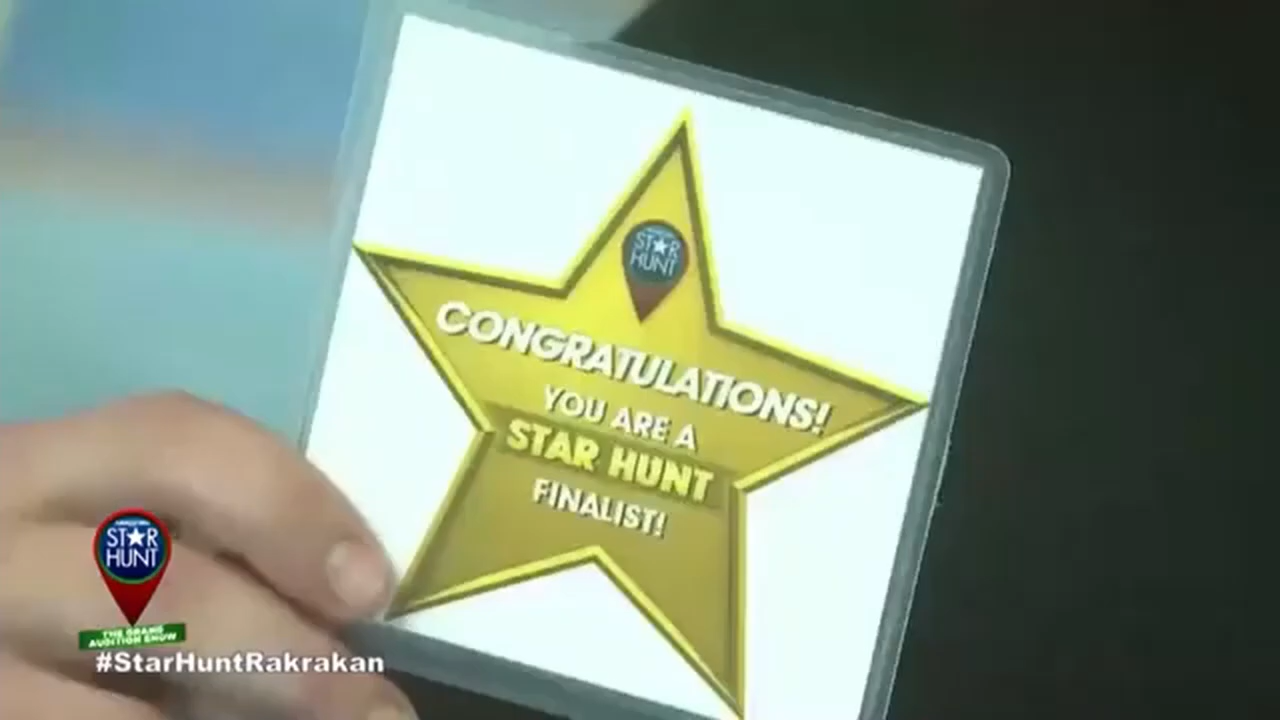 STAR
HUNT
CONGRATULATIONS!
YOU ARE A
STAR HUNT
FINALIST!
STAR
HUNT
THE GRAND
AUDITION SHOW
#StarHuntRakrakan